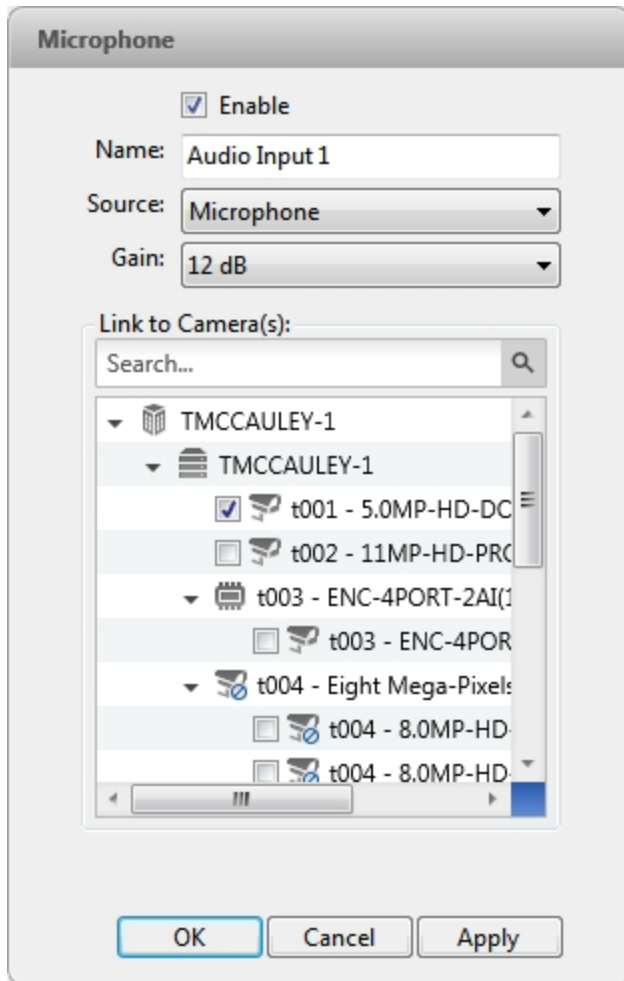 Microphone
Enable
Name: Audio Input 1
Source: Microphone
Gain: 12 dB
Link to Camera(s):
Search...
TMCCAULEY-1
TMCCAULEY-1
t001 - 5.0MP-HD-DO
t002 - 11MP-HD-PRO
t003 - ENC-4PORT-2AI(1
t003 - ENC-4POR
t004 - Eight Mega-Pixels
t004 - 8.0MP-HD-
t004 - 8.0MP-HD-
OK Cancel Apply